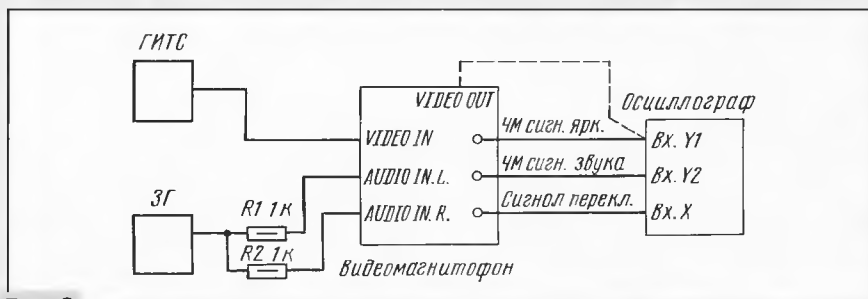 ГИТС
VIDEO OUT
Осциллограф
VIDEO IN
ЧМ сигн. ярк.
Вх. Y1
AUDIO IN. L.
ЧМ сигн. звука
Вх. Y2
ЗГ
R1 1к
AUDIO IN. R.
Сигнал перекл.
Вх. X
R2 1к
Видеомагнитофон